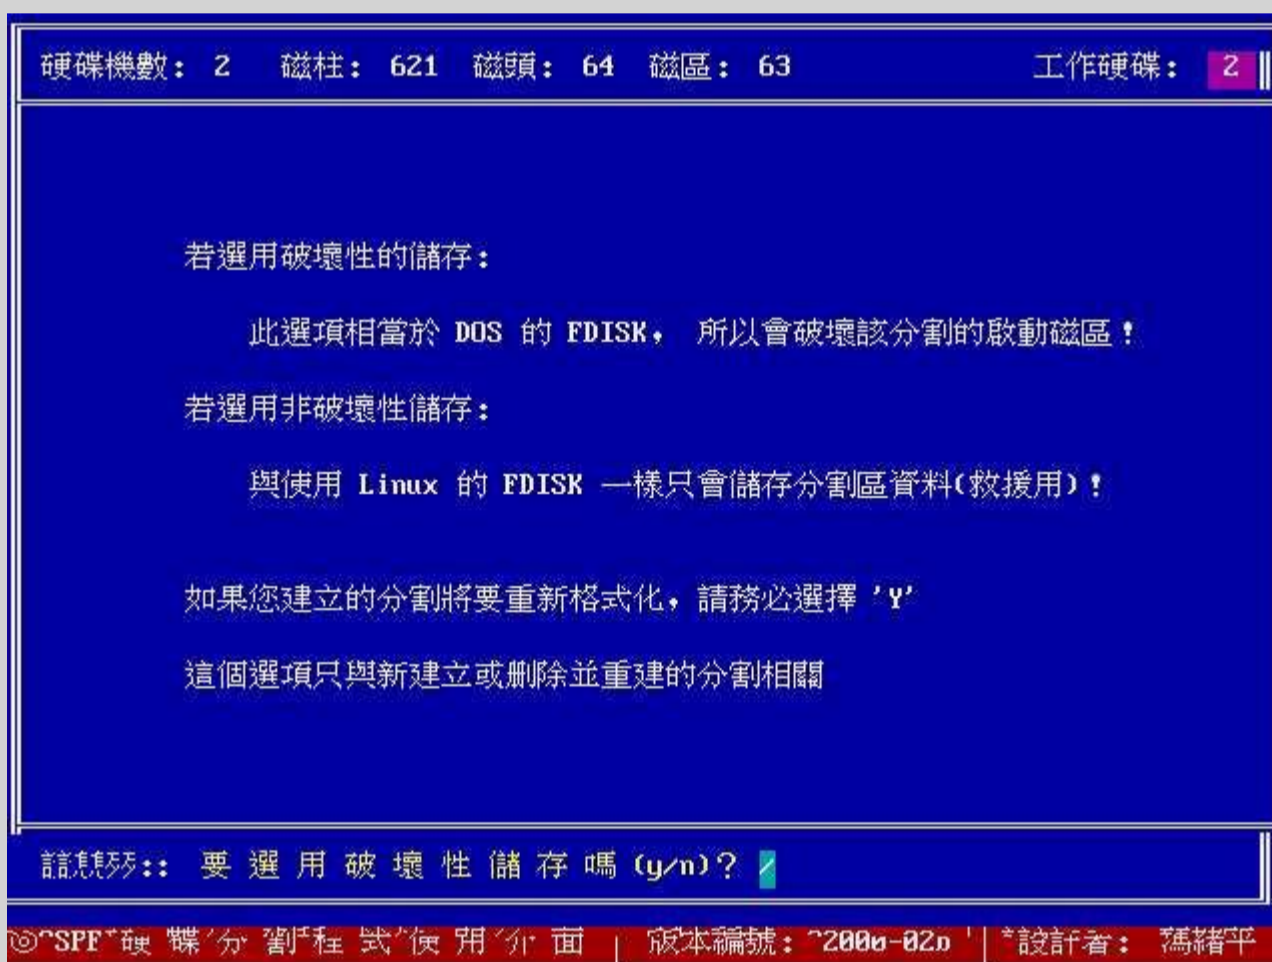 硬碟機數: 2 磁柱: 621 磁頭: 64 磁區: 63 工作硬碟: 2
若選用破壞性的儲存:
此選項相當於 DOS 的 FDISK, 所以會破壞該分割的啟動磁區!
若選用非破壞性儲存:
與使用 Linux 的 FDISK 一樣只會儲存分割區資料(救援用)!
如果您建立的分割將要重新格式化,請務必選擇 'Y'
這個選項只與新建立或刪除並重建的分割相關
要選用破壞性儲存嗎(y/n)?
SPF 硬碟分割程式使用介面 | 版本編號: | 設計者: 馮緒平